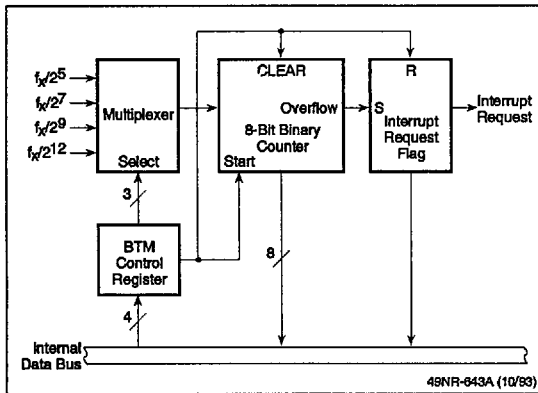 fx/2^5
fx/2^7
fx/2^9
fx/2^12
Multiplexer
Select
CLEAR
Overflow
8-Bit Binary
Counter
Start
R
S
Interrupt
Request
Flag
Interrupt
Request
3
BTM
Control
Register
8
4
Internal
Data Bus
49NR-643A (10/93)